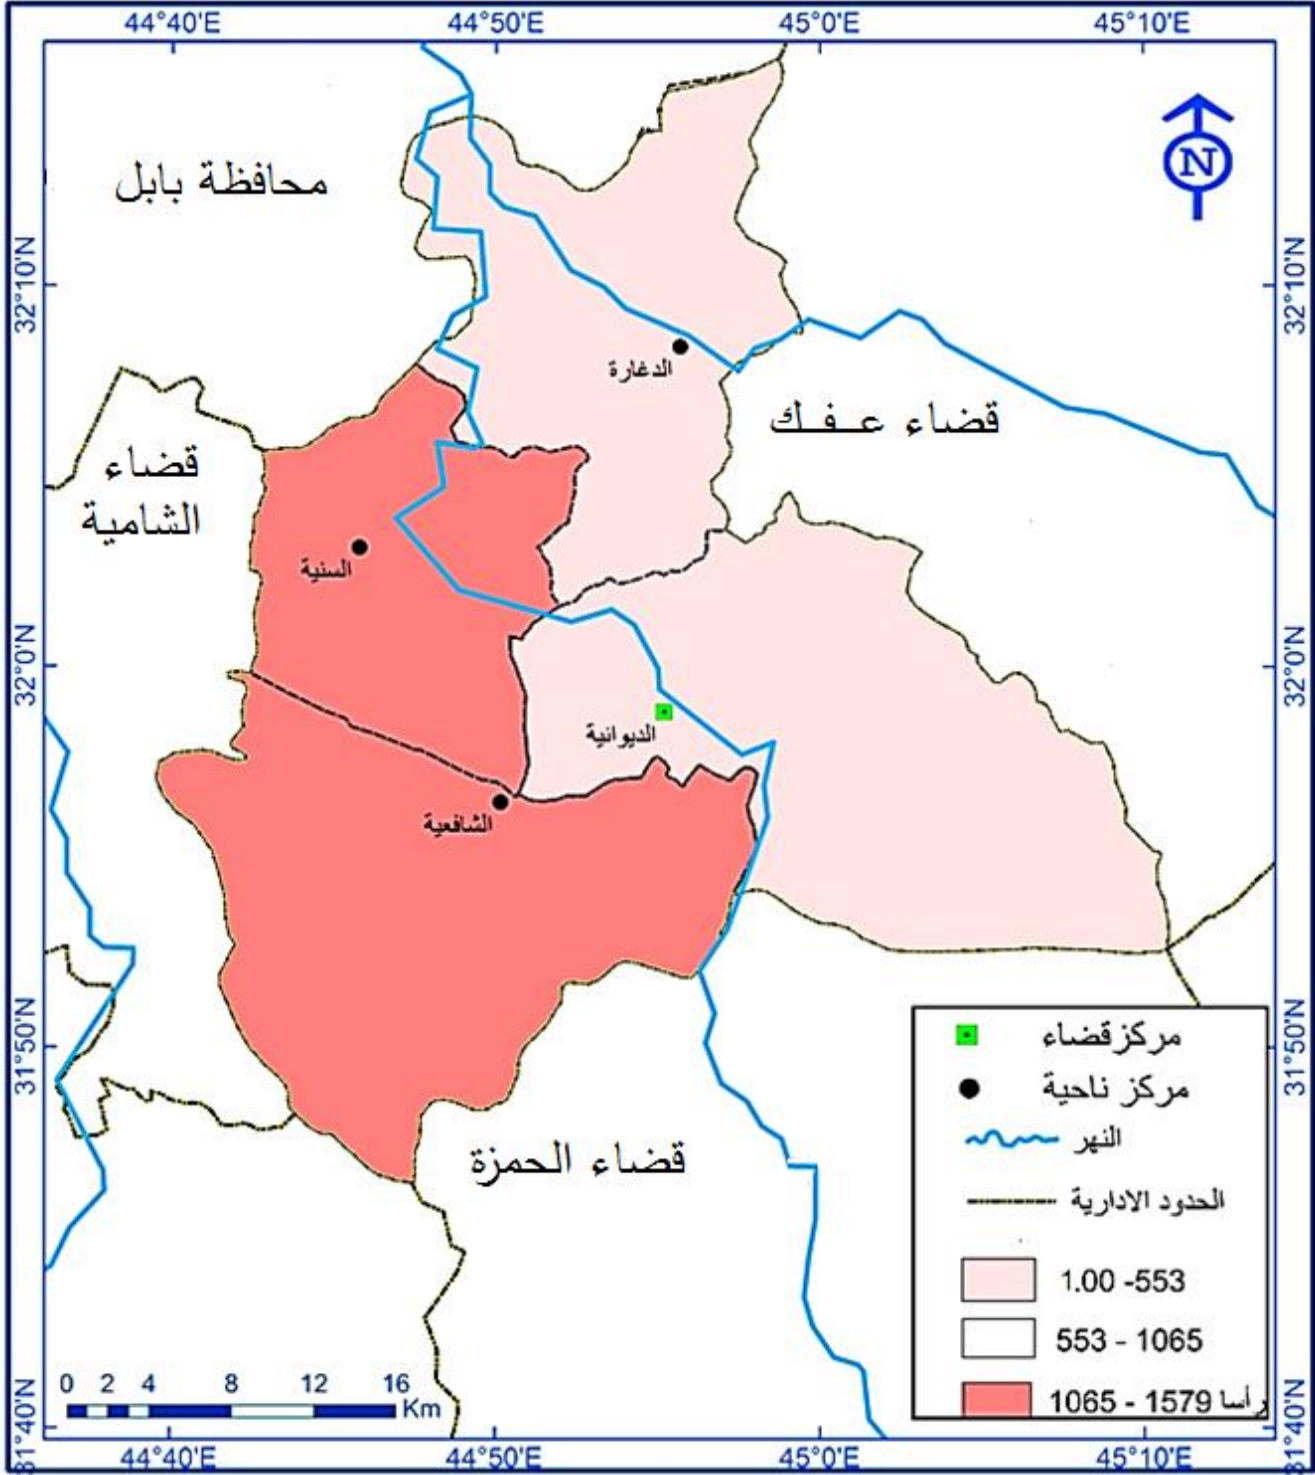 44°40'E 44°50'E 45°0'E 45°10'E
N
محافظة بابل
32°10'N 32°10'N
الدغارة
قضاء عـفـك
قضاء
الشامية
السنية
32°0'N 32°0'N
الديوانية
الشافعية
31°50'N 31°50'N
قضاء الحمزة
مركز قضاء
مركز ناحية
النهر
الحدود الادارية
1.00 -553
553 - 1065
1065 - 1579 رأسا
0 2 4 8 12 16
Km
31°40'N 31°40'N
44°40'E 44°50'E 45°0'E 45°10'E